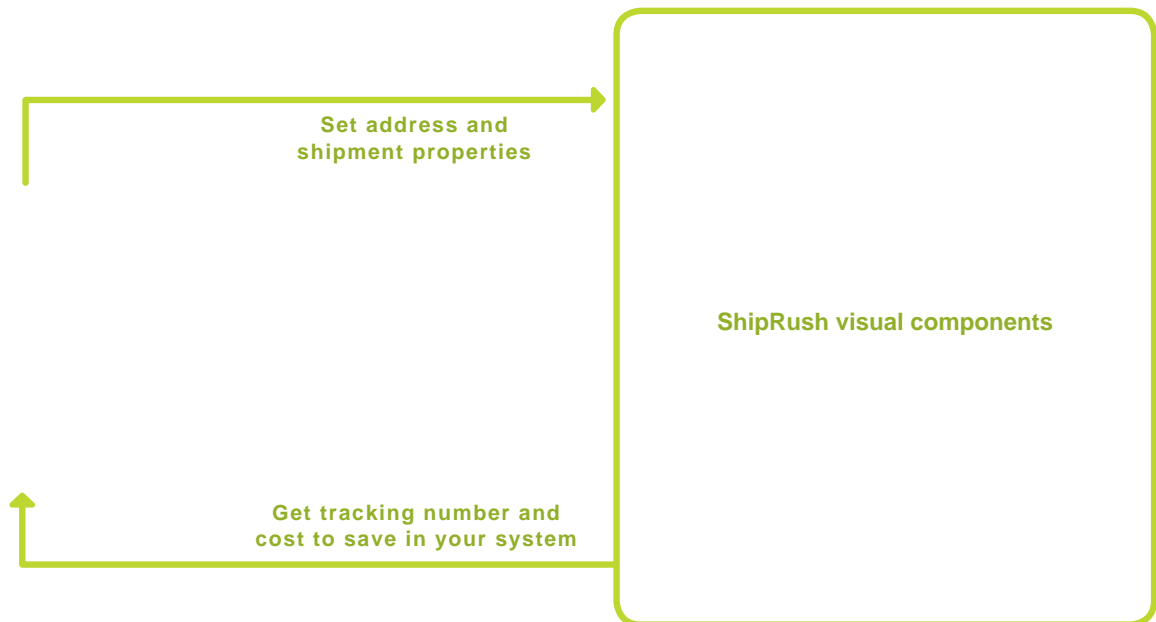 Set address and
shipment properties
ShipRush visual components
Get tracking number and
cost to save in your system